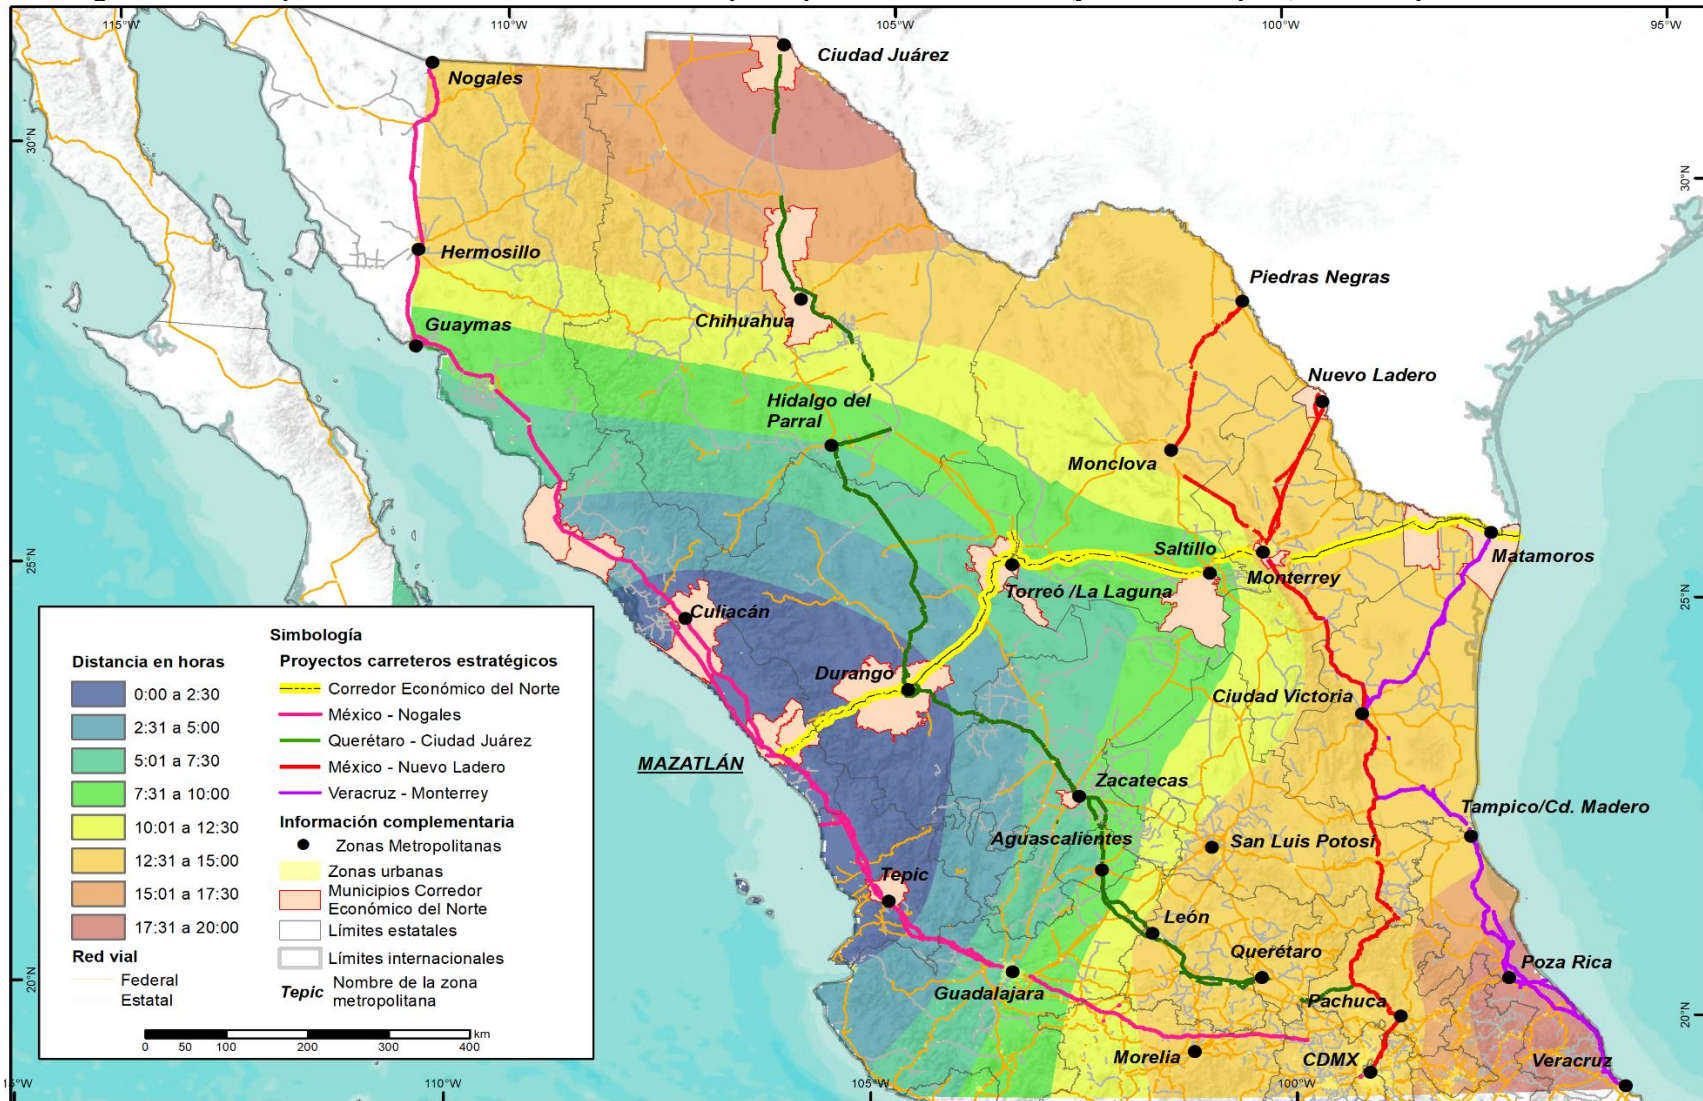 115°W
110°W
105°W
100°W
95°W
Ciudad Juárez
Nogales
30°N
30°N
Hermosillo
Piedras Negras
Chihuahua
Guaymas
Nuevo Ladero
Hidalgo del
Parral
Monclova
25°N
Saltillo
Matamoros
Monterrey
Torreó /La Laguna
25°N
Culiacán
Durango
Ciudad Victoria
MAZATLÁN
Zacatecas
Tampico/Cd. Madero
Aguascalientes
San Luis Potosí
Tepic
León
Querétaro
Poza Rica
20°N
Guadalajara
Pachuca
20°N
Morelia
CDMX
Veracruz
Simbología
Distancia en horas
0:00 a 2:30
2:31 a 5:00
5:01 a 7:30
7:31 a 10:00
10:01 a 12:30
12:31 a 15:00
15:01 a 17:30
17:31 a 20:00
Red vial
Federal
Estatal
Proyectos carreteros estratégicos
Corredor Económico del Norte
México - Nogales
Querétaro - Ciudad Juárez
México - Nuevo Ladero
Veracruz - Monterrey
Información complementaria
Zonas Metropolitanas
Zonas urbanas
Municipios Corredor
Económico del Norte
Límites estatales
Límites internacionales
Tepic
Nombre de la zona
metropolitana
km
0 50 100 200 300 400
110°W
105°W
100°W